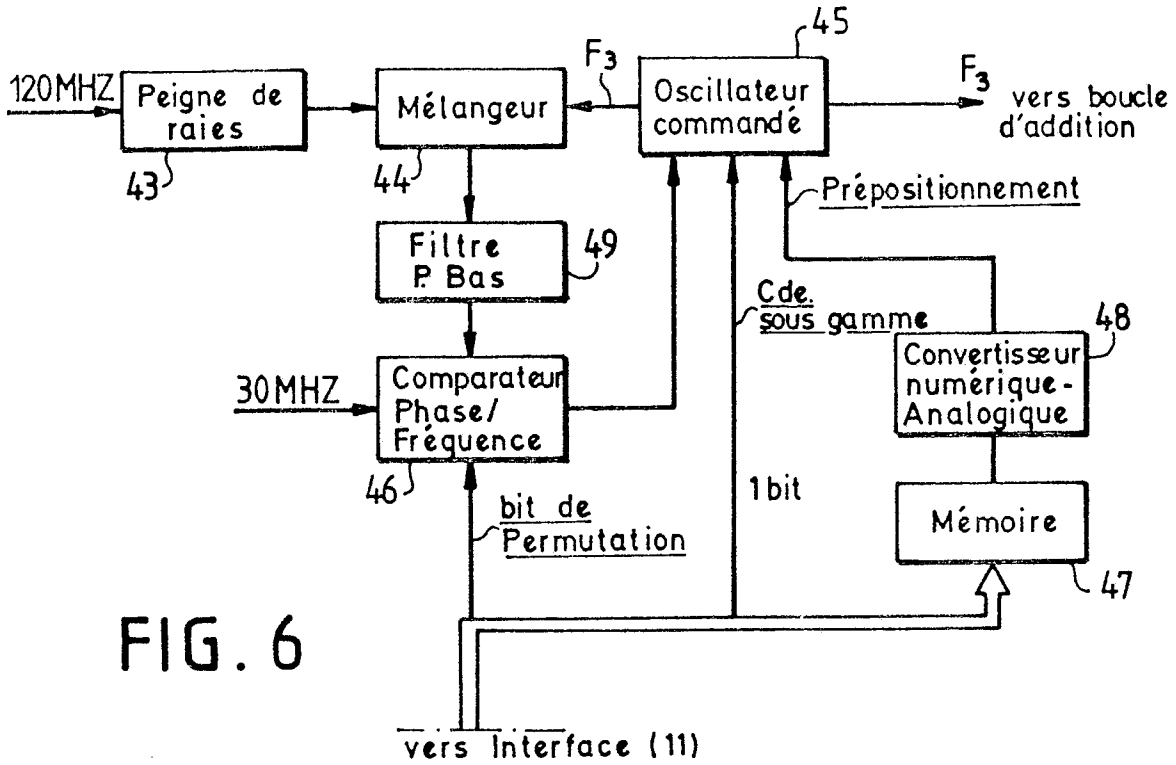 45
120MHZ
Peigne de
raies
43
Mélangeur
44
F3
Oscillateur
commandé
F3
vers boucle
d'addition
Prépositionnement
Filtre
P. Bas
49
Cde.
sous gamme
48
Convertisseur
numérique-
Analogique
30MHZ
Comparateur
Phase/
Fréquence
46
bit de
Permutation
1 bit
Mémoire
47
FIG. 6
vers Interface (11)